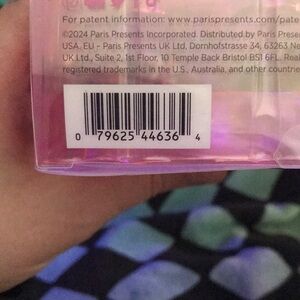 For patent information: www.parispresents.com/pate
©2024 Paris Presents Incorporated. Distributed by Paris Prese
USA. EU - Paris Presents UK Ltd, Dornhofstrasse 34, 63263 Ne
UK Ltd., Suite 2, 1st Floor, 10 Temple Back Bristol BS1 6FL. Rea
registered trademarks in the U.S., Australia, and other countrie
0 79625 44636 4